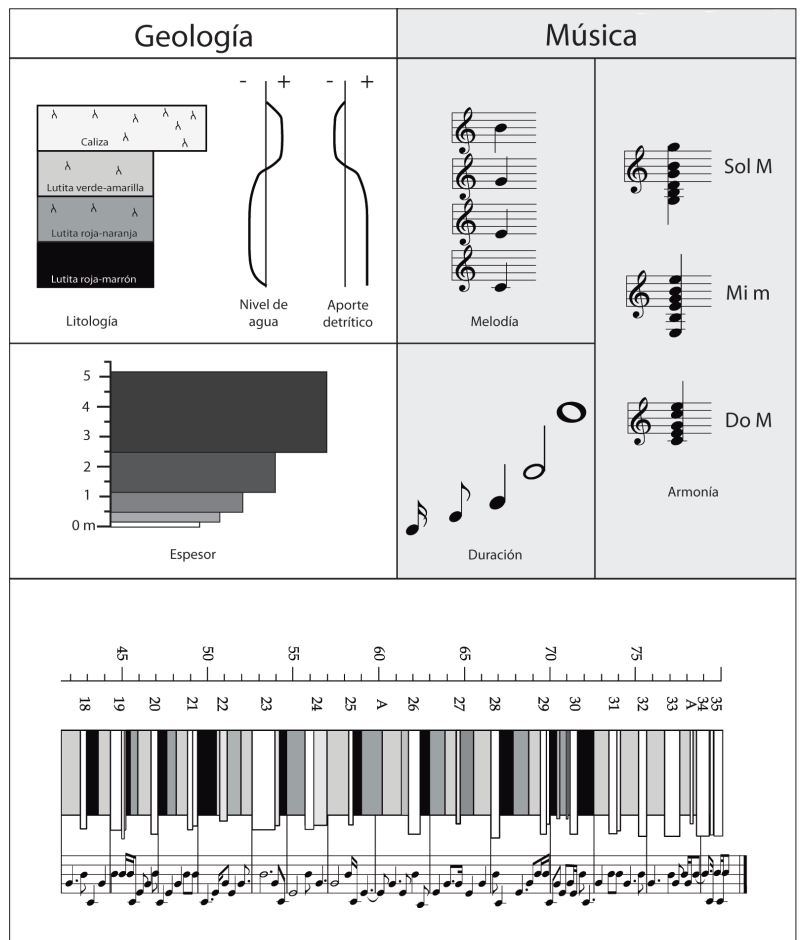 Geología
Música
- +
- +
Caliza
Lutita verde-amarilla
Lutita roja-naranja
Lutita roja-marrón
Litología
Nivel de
agua
Aporte
detrítico
Melodía
Sol M
Mi m
Do M
Armonía
5
4
3
2
1
0 m
Espesor
Duración
45 50 55 60 65 70 75
18 19 20 21 22 23 24 25 A 26 27 28 29 30 31 32 33 A 34 35